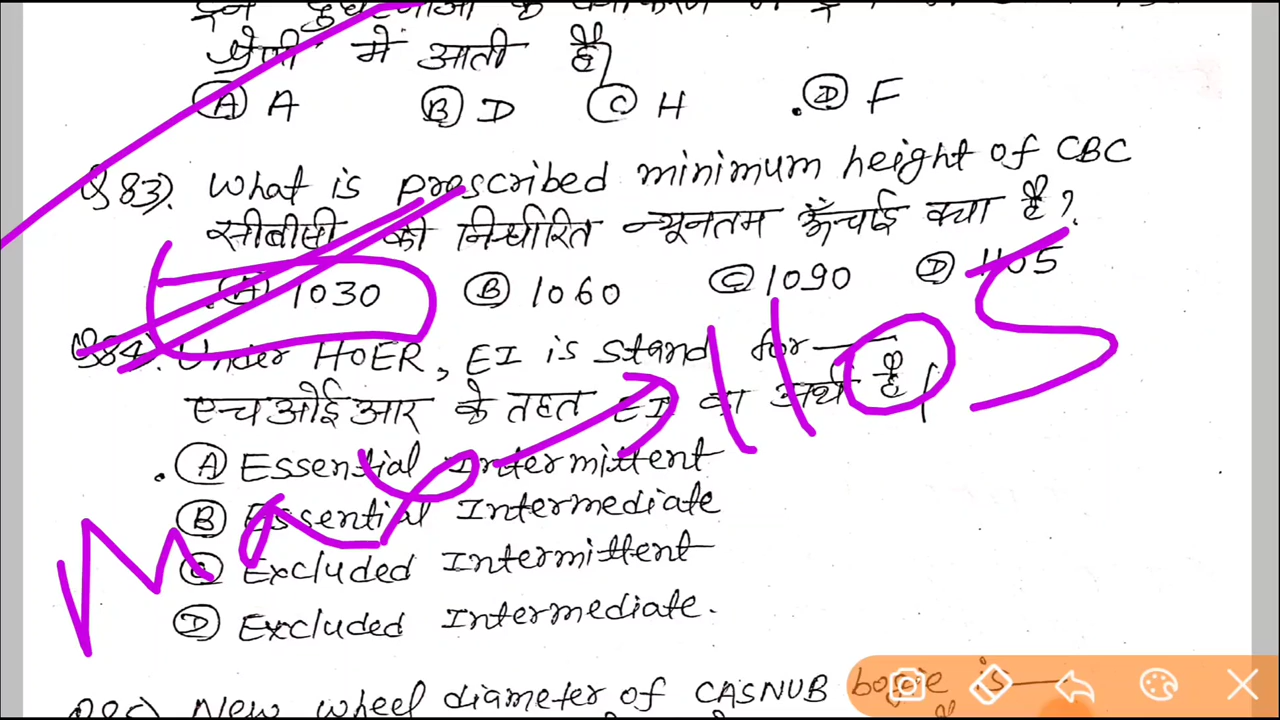 श्रेणी में आती है।
Ⓐ A Ⓑ D Ⓒ H Ⓓ F
Q 83). What is prescribed minimum height of CBC
सीबीसी की निर्धारित न्यूनतम ऊँचाई क्या है?
Ⓐ 1030 Ⓑ 1060 Ⓒ 1090 Ⓓ 1105
Q84). Under HOER, EI is stand for ——
एचओईआर के तहत EI का अर्थ है।
Max → 1105
Ⓐ Essential Intermittent
Ⓑ Essential Intermediate
Ⓒ Excluded Intermittent
Ⓓ Excluded Intermediate.
New wheel diameter of CASNUB bogie is ——